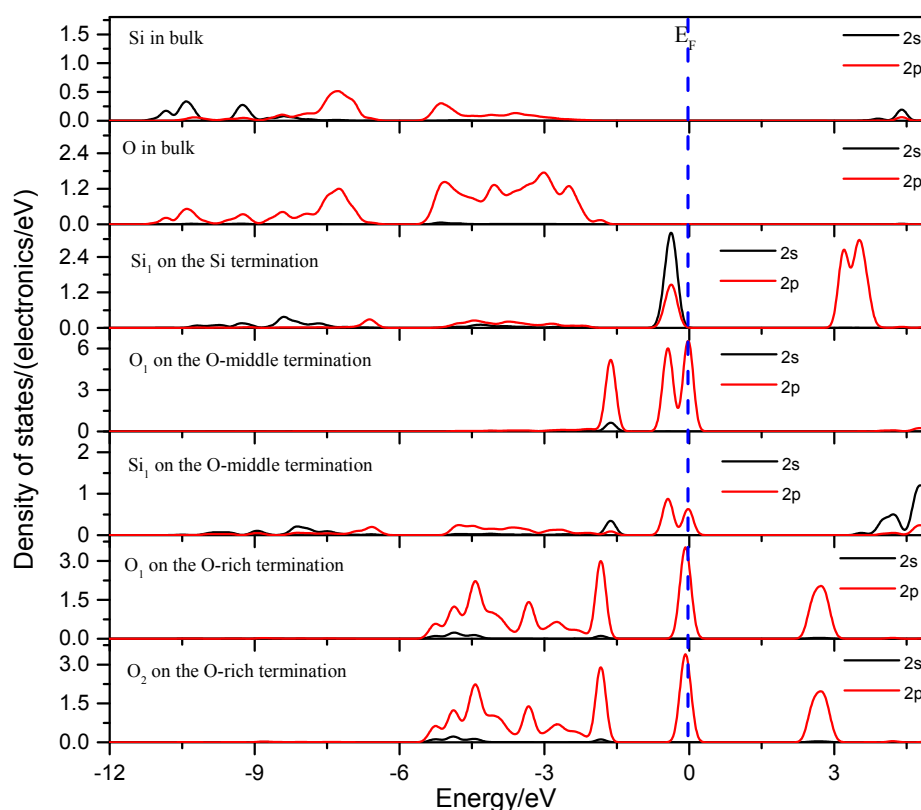 Density of states/(electronics/eV)
E_F
Si in bulk
2s
2p
1.5
1.0
0.5
0.0
O in bulk
2s
2p
2.4
1.2
0.0
Si₁ on the Si termination
2s
2p
2.4
1.2
0.0
O₁ on the O-middle termination
2s
2p
6
3
0
Si₁ on the O-middle termination
2s
2p
2
1
0
O₁ on the O-rich termination
2s
2p
3.0
1.5
0.0
O₂ on the O-rich termination
2s
2p
3.0
1.5
0.0
-12 -9 -6 -3 0 3
Energy/eV